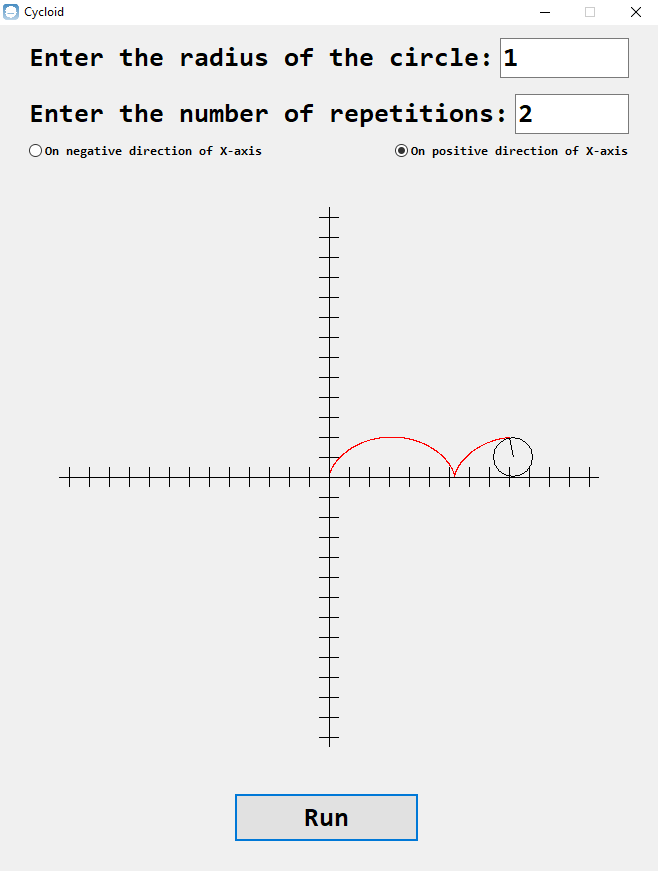 Cycloid
Enter the radius of the circle: 1
Enter the number of repetitions: 2
On negative direction of X-axis On positive direction of X-axis
Run